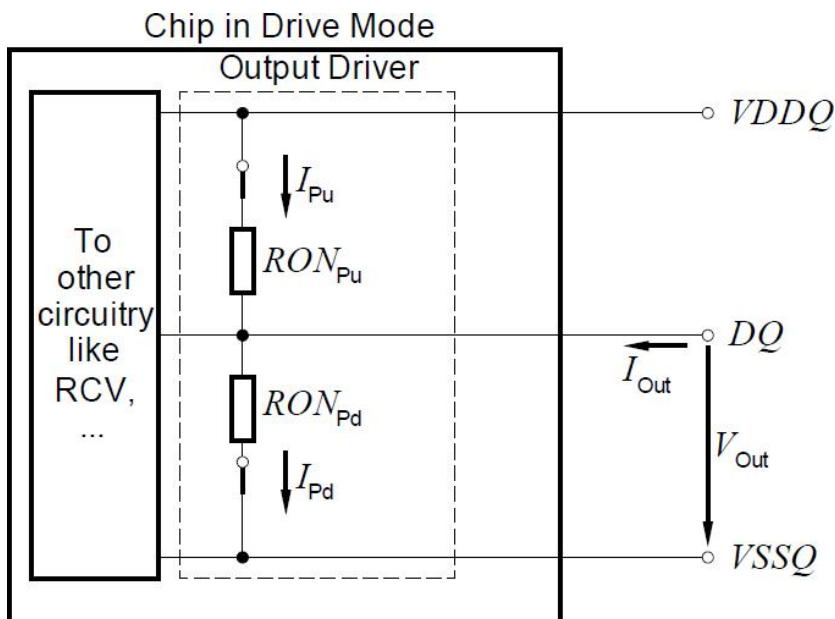 Chip in Drive Mode
Output Driver
VDDQ
I_Pu
RON_Pu
To
other
circuitry
like
RCV,
...
DQ
I_Out
RON_Pd
V_Out
I_Pd
VSSQ